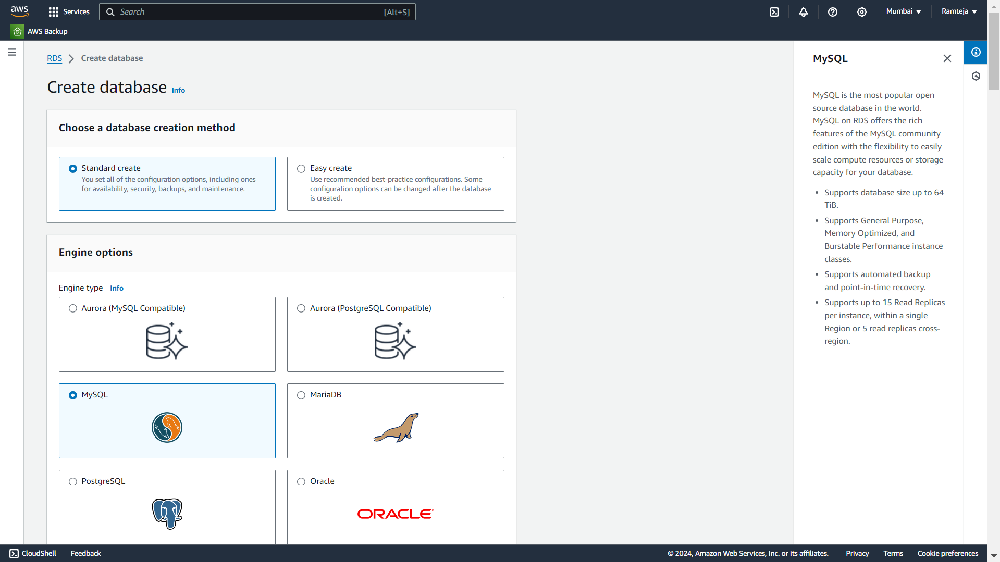 aws
Services
Search
[Alt+S]
Mumbai
Ramteja
AWS Backup
RDS
Create database
Create database
Info
Choose a database creation method
Standard create
You set all of the configuration options, including ones
for availability, security, backups, and maintenance.
Easy create
Use recommended best-practice configurations. Some
configuration options can be changed after the database
is created.
Engine options
Engine type Info
Aurora (MySQL Compatible)
Aurora (PostgreSQL Compatible)
MySQL
MariaDB
PostgreSQL
Oracle
ORACLE®
MySQL
MySQL is the most popular open
source database in the world.
MySQL on RDS offers the rich
features of the MySQL community
edition with the flexibility to easily
scale compute resources or storage
capacity for your database.
• Supports database size up to 64
TiB.
• Supports General Purpose,
Memory Optimized, and
Burstable Performance instance
classes.
• Supports automated backup
and point-in-time recovery.
• Supports up to 15 Read Replicas
per instance, within a single
Region or 5 read replicas cross-
region.
CloudShell
Feedback
© 2024, Amazon Web Services, Inc. or its affiliates.
Privacy
Terms
Cookie preferences